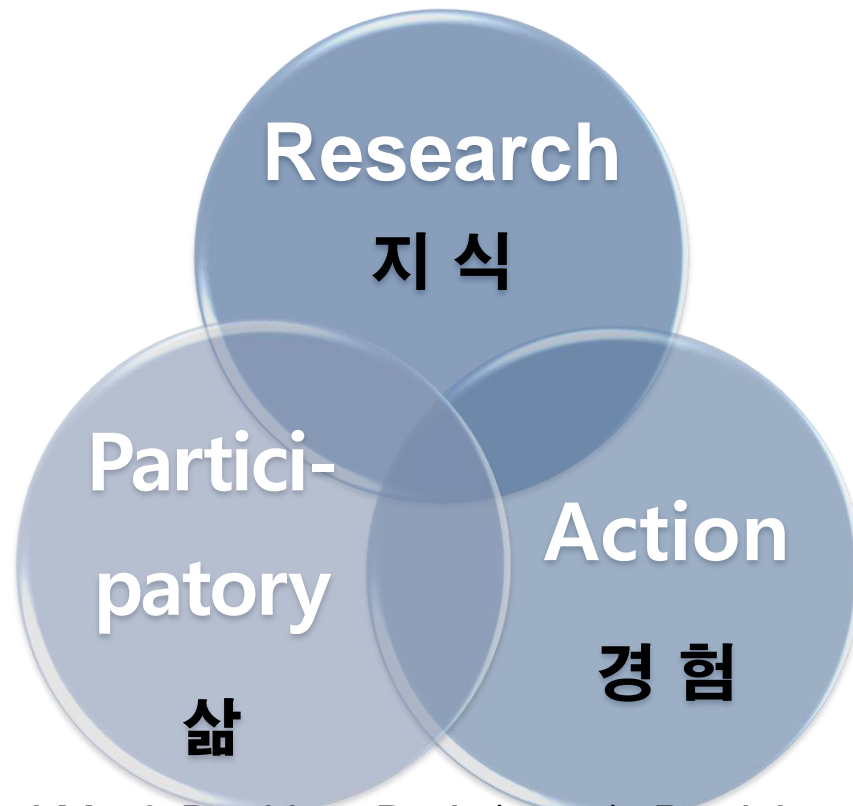 Research
지 식
Partici-
patory
삶
Action
경 험